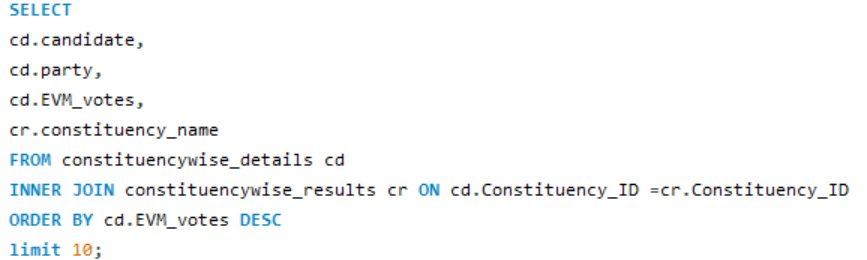 SELECT
cd.candidate,
cd.party,
cd.EVM_votes,
cr.constituency_name
FROM constituencywise_details cd
INNER JOIN constituencywise_results cr ON cd.Constituency_ID =cr.Constituency_ID
ORDER BY cd.EVM_votes DESC
limit 10;